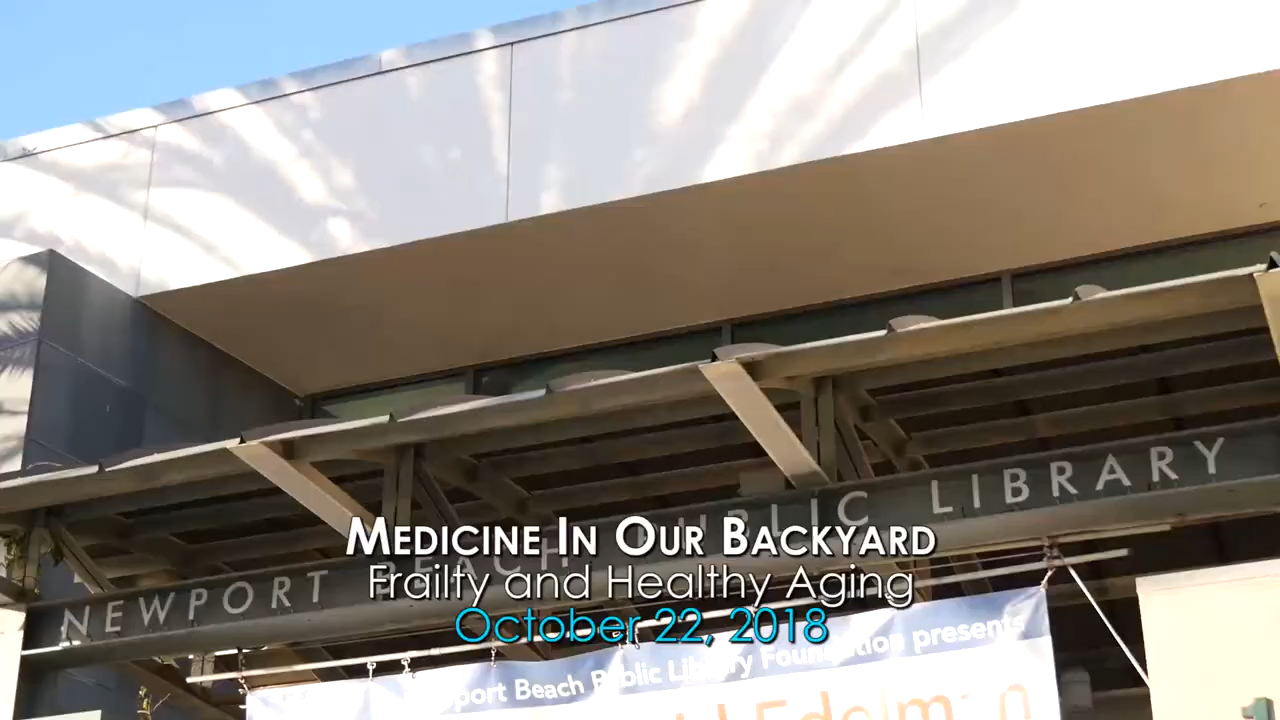 NEWPORT BEACH PUBLIC LIBRARY
MEDICINE IN OUR BACKYARD
Frailty and Healthy Aging
October 22, 2018
Newport Beach Public Library Foundation presents
Edelman